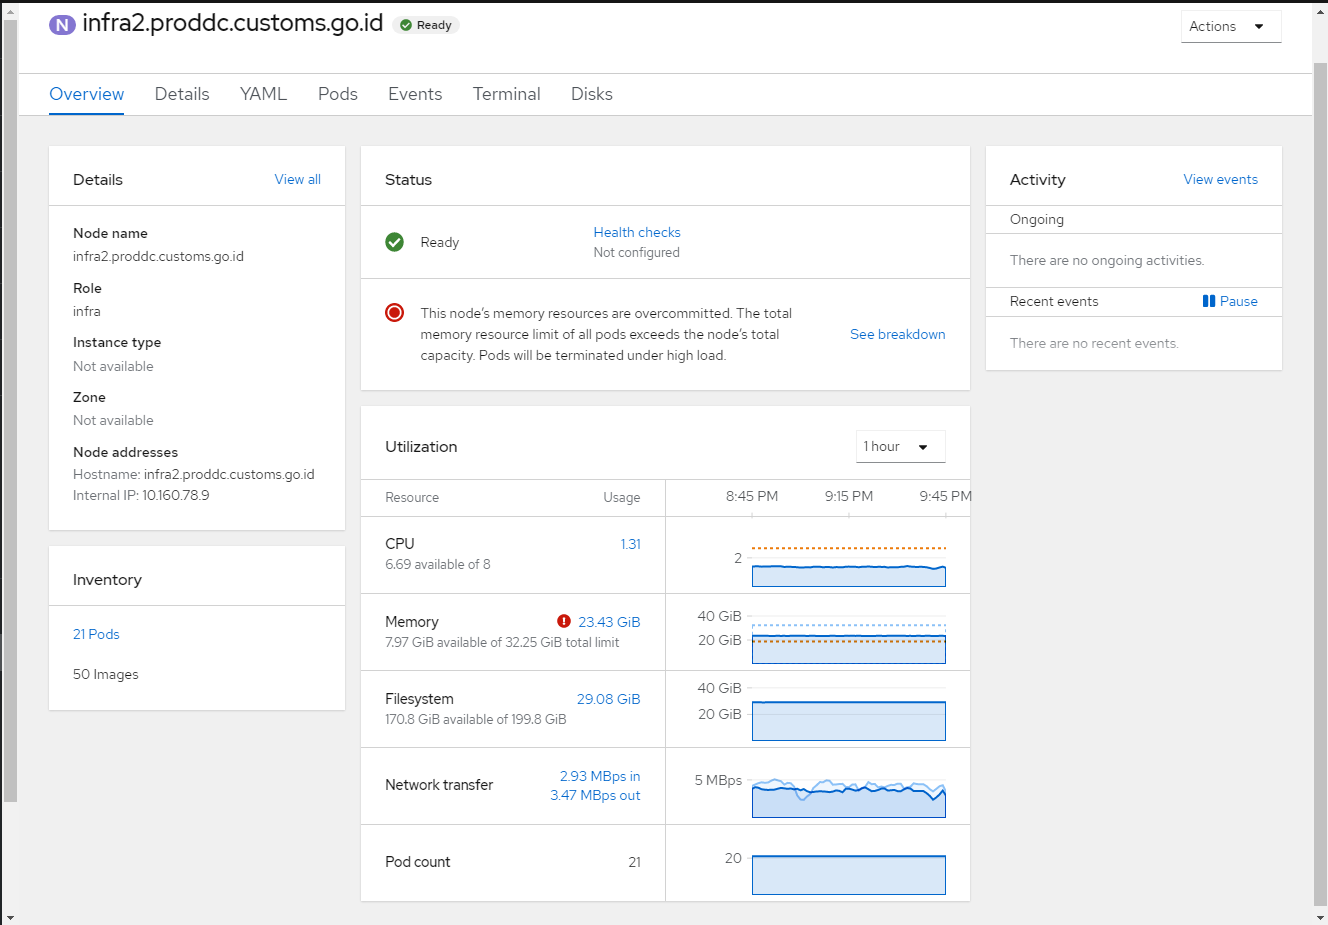 N infra2.proddc.customs.go.id Ready
Actions
Overview Details YAML Pods Events Terminal Disks
Details View all
Node name
infra2.proddc.customs.go.id
Role
infra
Instance type
Not available
Zone
Not available
Node addresses
Hostname: infra2.proddc.customs.go.id
Internal IP: 10.160.78.9
Inventory
21 Pods
50 Images
Status
Ready
Health checks
Not configured
This node's memory resources are overcommitted. The total
memory resource limit of all pods exceeds the node's total
capacity. Pods will be terminated under high load.
See breakdown
Utilization 1 hour
Resource Usage 8:45 PM 9:15 PM 9:45 PM
CPU 1.31
6.69 available of 8
2
Memory 23.43 GiB
7.97 GiB available of 32.25 GiB total limit
40 GiB
20 GiB
Filesystem 29.08 GiB
170.8 GiB available of 199.8 GiB
40 GiB
20 GiB
Network transfer
2.93 MBps in
3.47 MBps out
5 MBps
Pod count 21
20
Activity View events
Ongoing
There are no ongoing activities.
Recent events Pause
There are no recent events.